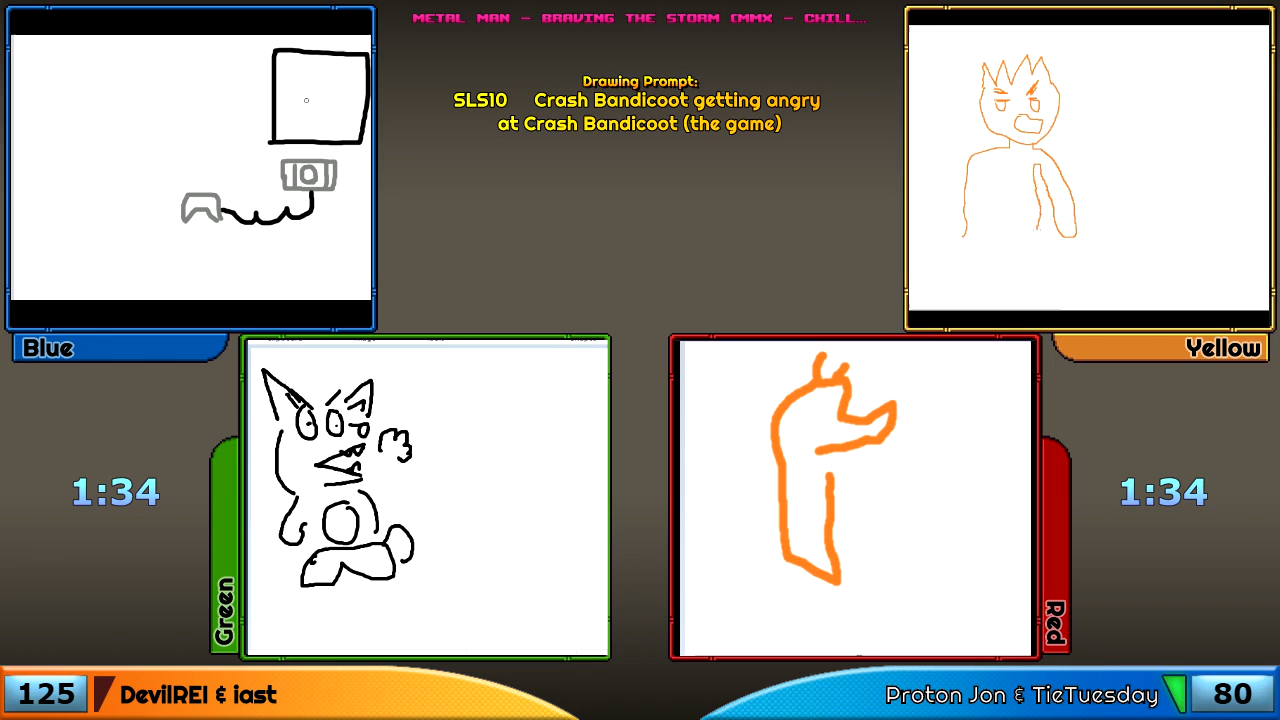 METAL MAN - BRAVING THE STORM (MMX - CHILL...
Drawing Prompt:
SLS10 Crash Bandicoot getting angry
at Crash Bandicoot (the game)
Blue
Yellow
1:34
1:34
Green
Red
125 DevilREI & iast
Proton Jon & TieTuesday 80